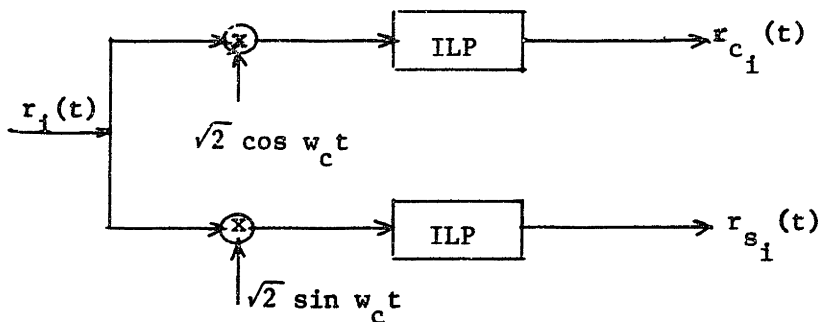 x
ILP
r_{c_i}(t)
r_i(t)
√2 cos w_c t
x
ILP
r_{s_i}(t)
√2 sin w_c t